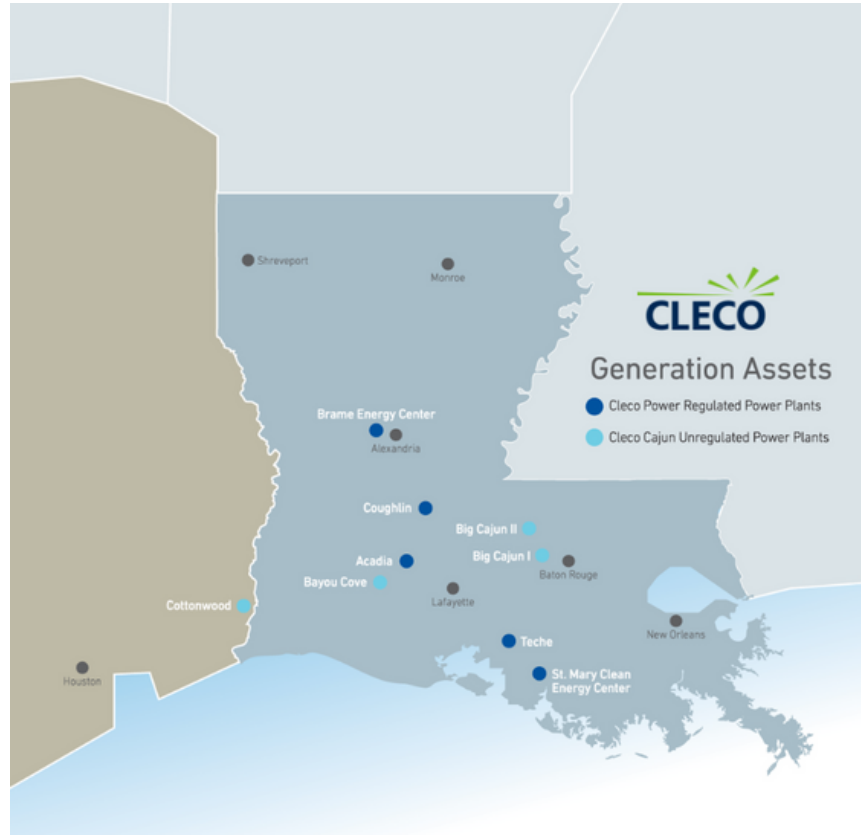 Shreveport
Monroe
CLECO
Generation Assets
Cleco Power Regulated Power Plants
Cleco Cajun Unregulated Power Plants
Brame Energy Center
Alexandria
Coughlin
Big Cajun II
Big Cajun I
Baton Rouge
Acadia
Bayou Cove
Lafayette
Cottonwood
New Orleans
Teche
Houston
St. Mary Clean
Energy Center